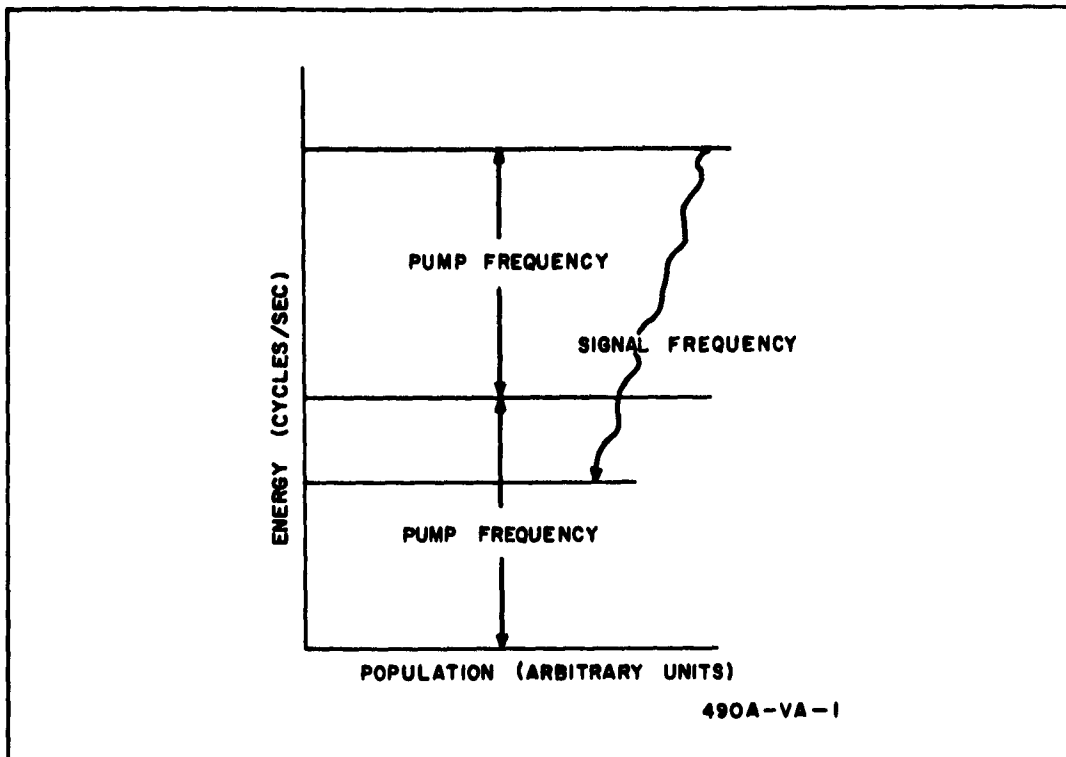 PUMP FREQUENCY
SIGNAL FREQUENCY
ENERGY (CYCLES/SEC)
PUMP FREQUENCY
POPULATION (ARBITRARY UNITS)
490A-VA-1